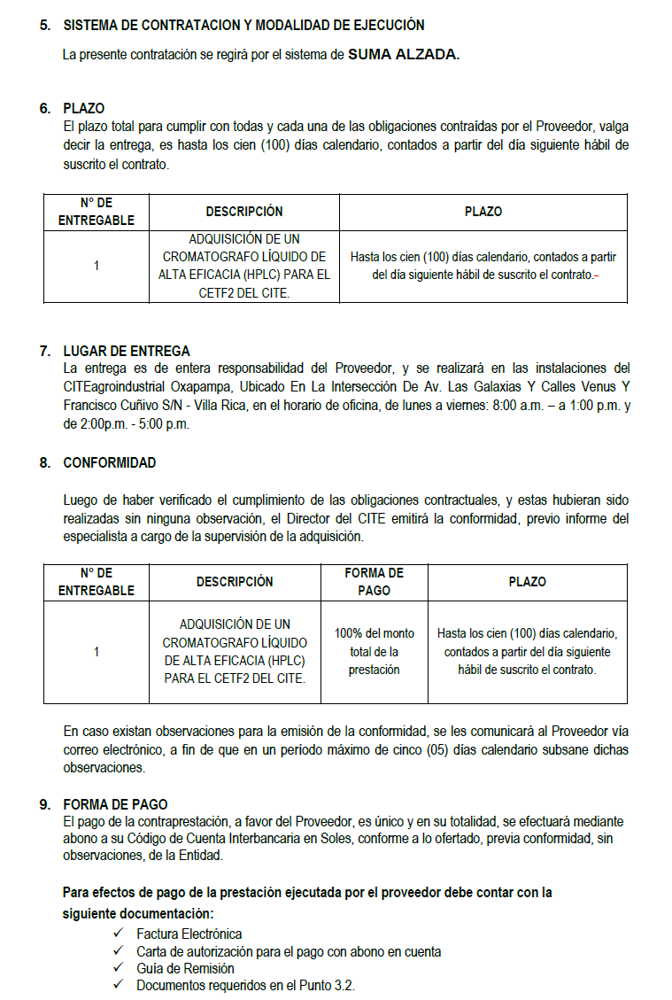 5. SISTEMA DE CONTRATACION Y MODALIDAD DE EJECUCIÓN
La presente contratación se regirá por el sistema de SUMA ALZADA.
6. PLAZO
El plazo total para cumplir con todas y cada una de las obligaciones contraídas por el Proveedor, valga
decir la entrega, es hasta los cien (100) días calendario, contados a partir del día siguiente hábil de
suscrito el contrato.
N° DE
ENTREGABLE
DESCRIPCIÓN
PLAZO
1
ADQUISICIÓN DE UN
CROMATOGRAFO LÍQUIDO DE
ALTA EFICACIA (HPLC) PARA EL
CETF2 DEL CITE.
Hasta los cien (100) días calendario, contados a partir
del día siguiente hábil de suscrito el contrato.-
7. LUGAR DE ENTREGA
La entrega es de entera responsabilidad del Proveedor, y se realizará en las instalaciones del
CITEagroindustrial Oxapampa, Ubicado En La Intersección De Av. Las Galaxias Y Calles Venus Y
Francisco Cuñivo S/N - Villa Rica, en el horario de oficina, de lunes a viernes: 8:00 a.m. – a 1:00 p.m. y
de 2:00p.m. - 5:00 p.m.
8. CONFORMIDAD
Luego de haber verificado el cumplimiento de las obligaciones contractuales, y estas hubieran sido
realizadas sin ninguna observación, el Director del CITE emitirá la conformidad, previo informe del
especialista a cargo de la supervisión de la adquisición.
N° DE
ENTREGABLE
DESCRIPCIÓN
FORMA DE
PAGO
PLAZO
1
ADQUISICIÓN DE UN
CROMATOGRAFO LÍQUIDO
DE ALTA EFICACIA (HPLC)
PARA EL CETF2 DEL CITE.
100% del monto
total de la
prestación
Hasta los cien (100) días calendario,
contados a partir del día siguiente
hábil de suscrito el contrato.
En caso existan observaciones para la emisión de la conformidad, se les comunicará al Proveedor vía
correo electrónico, a fin de que en un período máximo de cinco (05) días calendario subsane dichas
observaciones.
9. FORMA DE PAGO
El pago de la contraprestación, a favor del Proveedor, es único y en su totalidad, se efectuará mediante
abono a su Código de Cuenta Interbancaria en Soles, conforme a lo ofertado, previa conformidad, sin
observaciones, de la Entidad.
Para efectos de pago de la prestación ejecutada por el proveedor debe contar con la
siguiente documentación:
✓ Factura Electrónica
✓ Carta de autorización para el pago con abono en cuenta
✓ Guía de Remisión
✓ Documentos requeridos en el Punto 3.2.